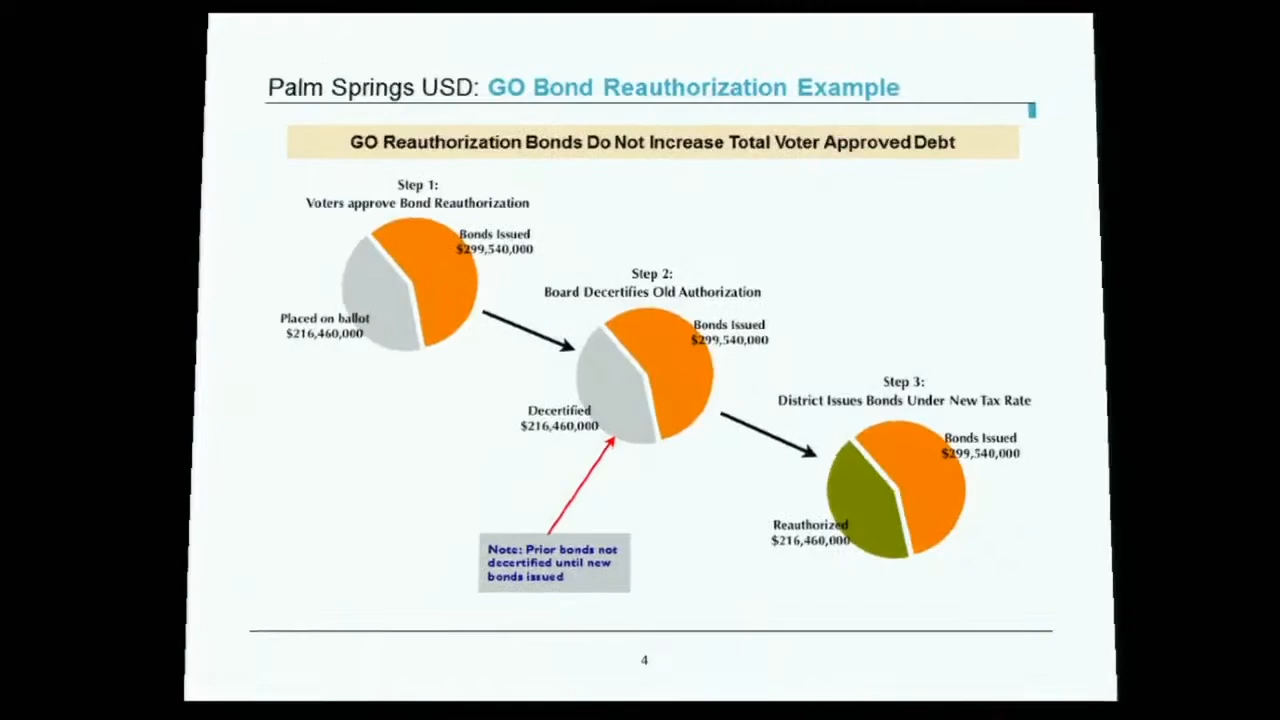 Palm Springs USD: GO Bond Reauthorization Example
GO Reauthorization Bonds Do Not Increase Total Voter Approved Debt
Step 1:
Voters approve Bond Reauthorization
Bonds Issued
$299,540,000
Placed on ballot
$216,460,000
Step 2:
Board Decertifies Old Authorization
Bonds Issued
$299,540,000
Decertified
$216,460,000
Note: Prior bonds not
decertified until new
bonds issued
Step 3:
District Issues Bonds Under New Tax Rate
Bonds Issued
$299,540,000
Reauthorized
$216,460,000
4